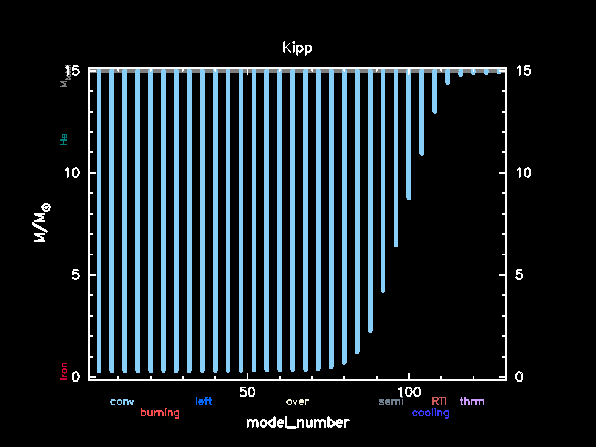 Kipp
15 15
He
10 10
M/M☉
5 5
Iron
0 0
50 100
conv left over semi RTI thrm
burning cooling
model_number